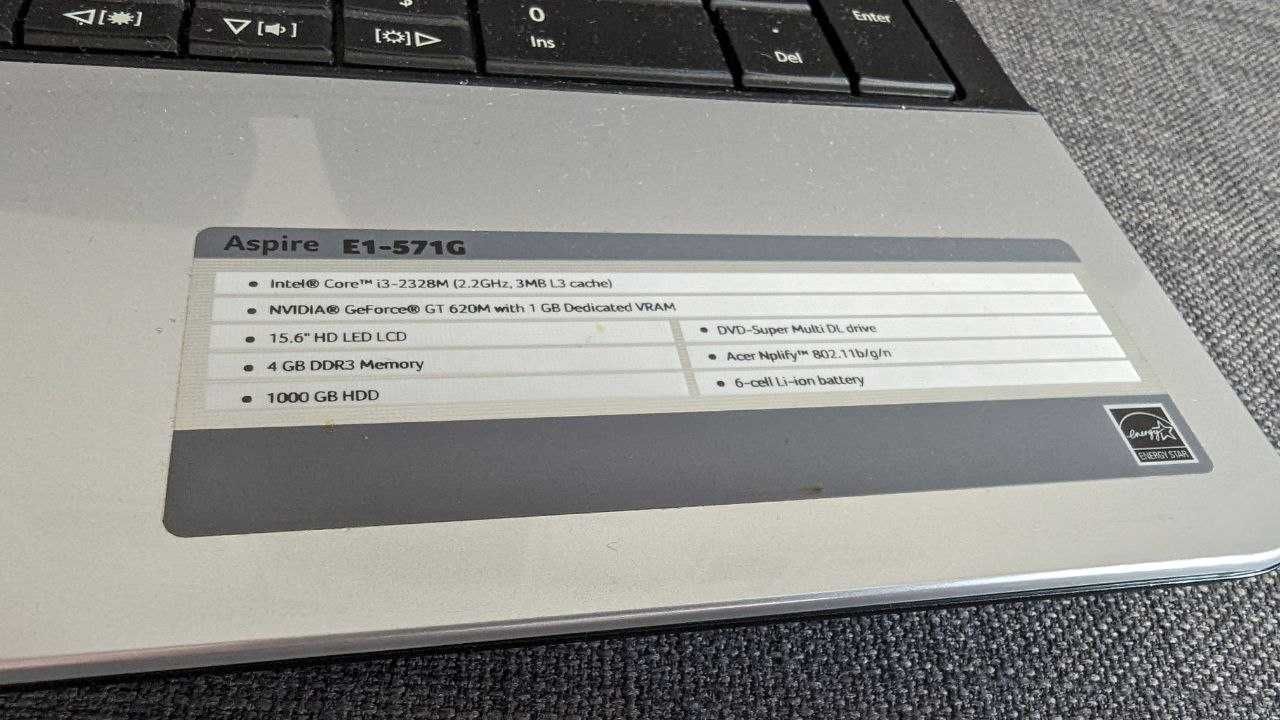 0
Enter
Ins
Del
Aspire E1-571G
• Intel® Core™ i3-2328M (2.2GHz, 3MB L3 cache)
• NVIDIA® GeForce® GT 620M with 1 GB Dedicated VRAM
• 15.6" HD LED LCD
• 4 GB DDR3 Memory
• 1000 GB HDD
• DVD-Super Multi DL drive
• Acer Nplify™ 802.11b/g/n
• 6-cell Li-ion battery
energy
ENERGY STAR